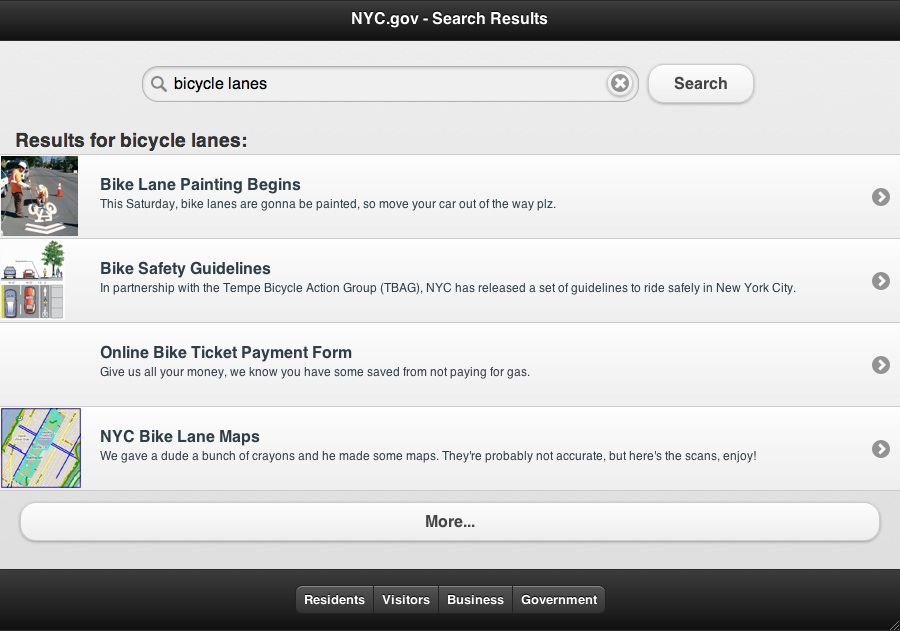 NYC.gov - Search Results
bicycle lanes
Search
Results for bicycle lanes:
Bike Lane Painting Begins
This Saturday, bike lanes are gonna be painted, so move your car out of the way plz.
Bike Safety Guidelines
In partnership with the Tempe Bicycle Action Group (TBAG), NYC has released a set of guidelines to ride safely in New York City.
Online Bike Ticket Payment Form
Give us all your money, we know you have some saved from not paying for gas.
NYC Bike Lane Maps
We gave a dude a bunch of crayons and he made some maps. They're probably not accurate, but here's the scans, enjoy!
More...
Residents Visitors Business Government